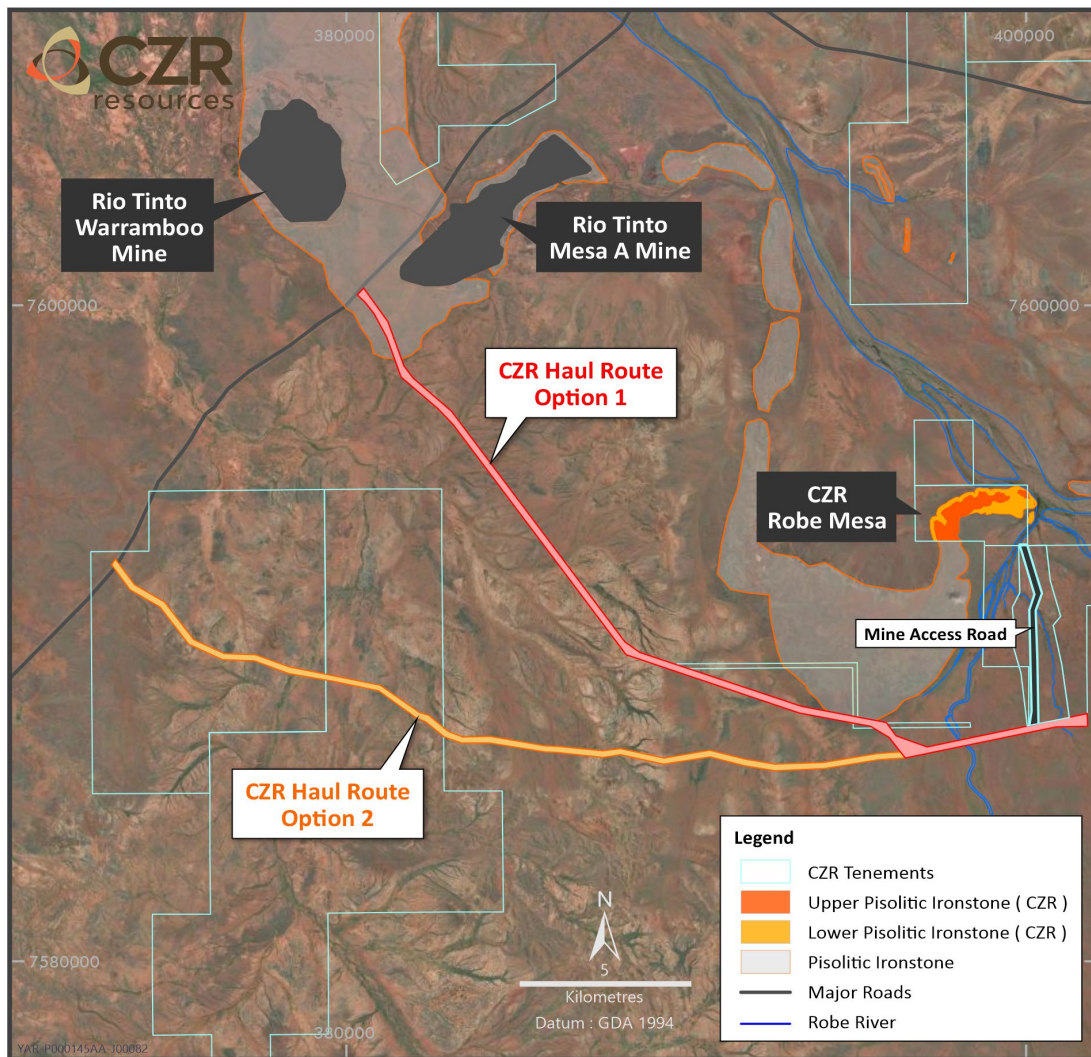 380000
400000
CZR
resources
Rio Tinto
Warramboo
Mine
Rio Tinto
Mesa A Mine
7600000
7600000
CZR Haul Route
Option 1
CZR
Robe Mesa
Mine Access Road
CZR Haul Route
Option 2
Legend
CZR Tenements
Upper Pisolitic Ironstone ( CZR )
Lower Pisolitic Ironstone ( CZR )
Pisolitic Ironstone
Major Roads
Robe River
N
5
Kilometres
Datum : GDA 1994
7580000
380000
YAR_P000145AA-J00082